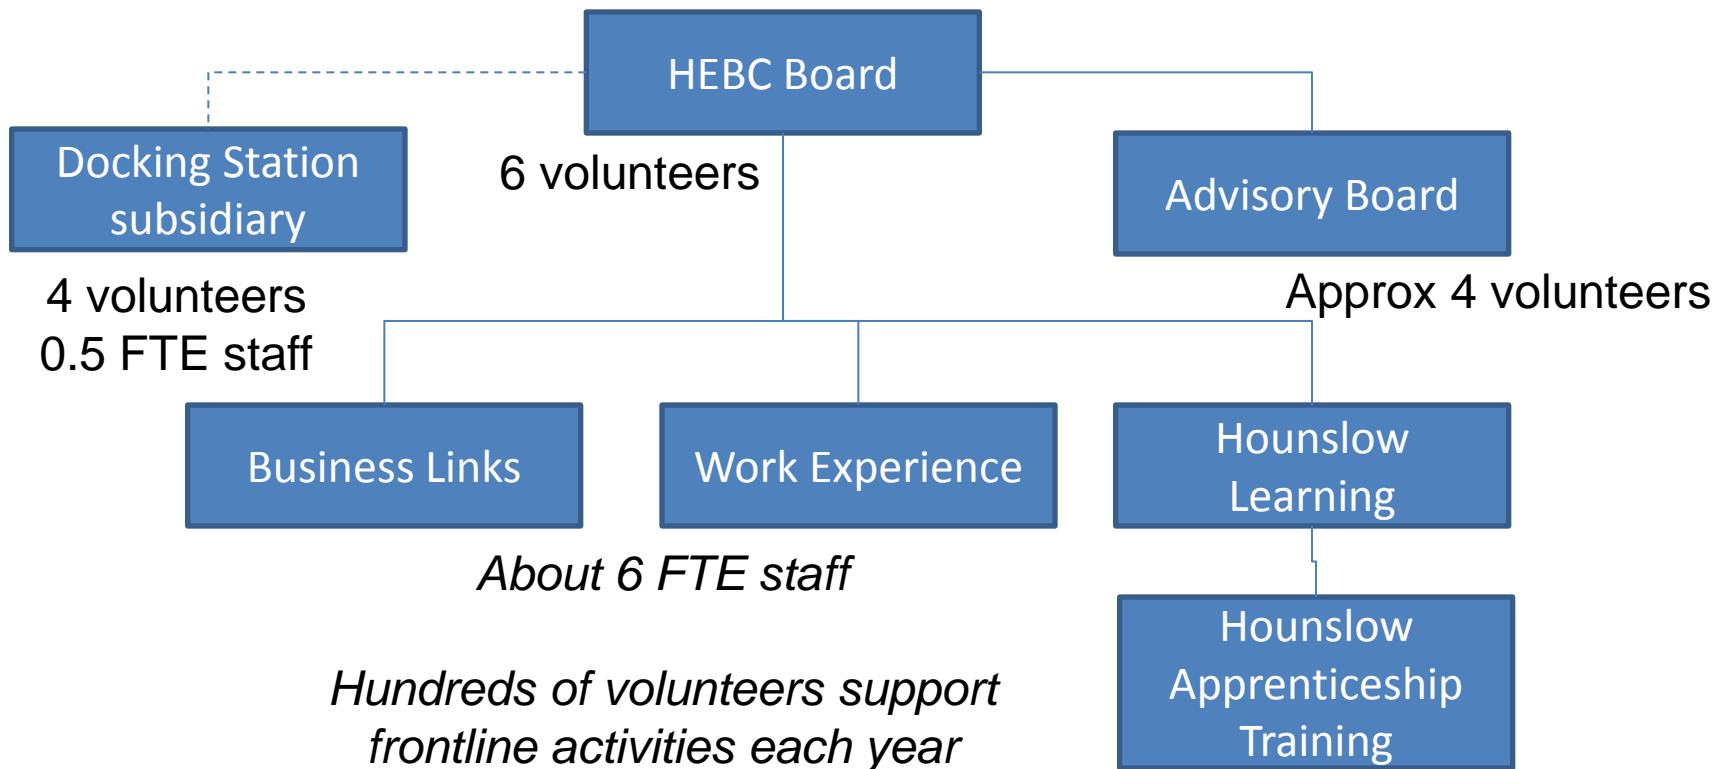 HEBC Board
Docking Station
subsidiary
6 volunteers
Advisory Board
4 volunteers
0.5 FTE staff
Approx 4 volunteers
Business Links
Work Experience
Hounslow
Learning
About 6 FTE staff
Hounslow
Apprenticeship
Training
Hundreds of volunteers support
frontline activities each year